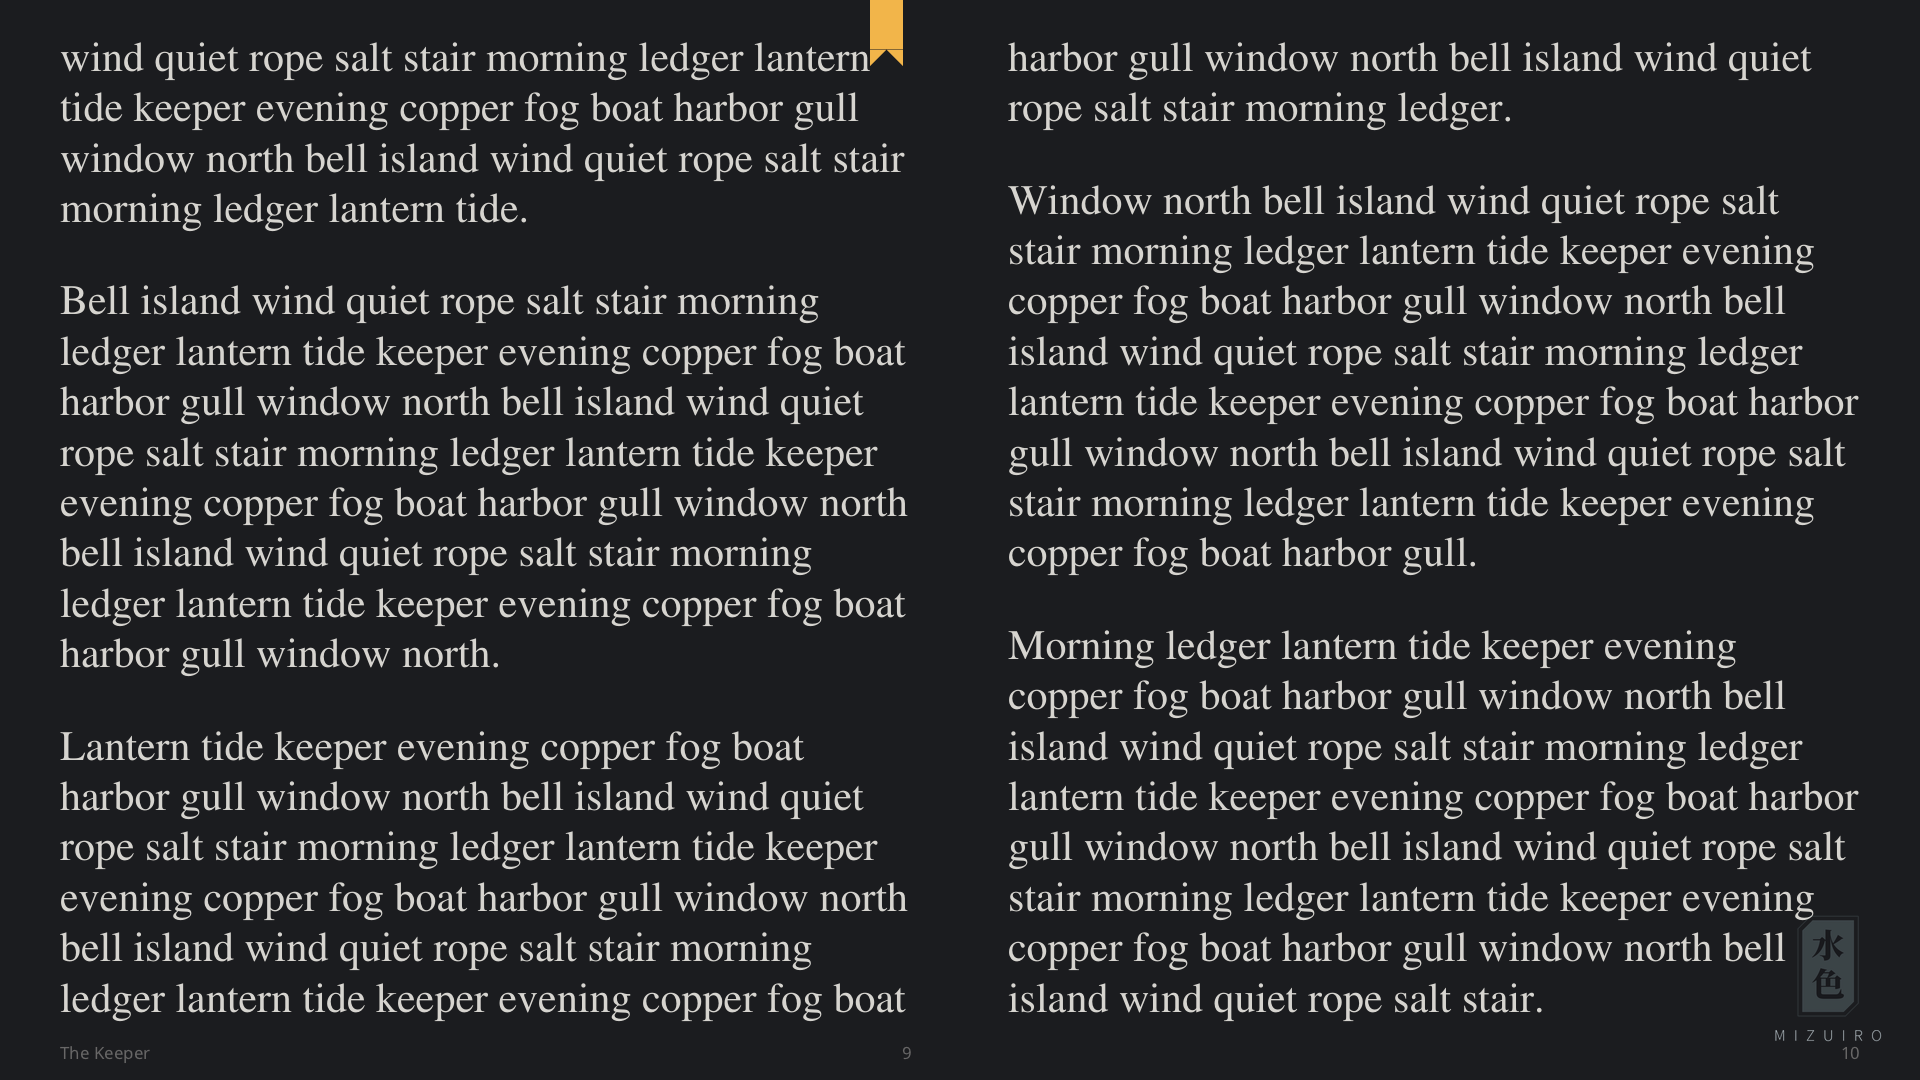 wind quiet rope salt stair morning ledger lantern
tide keeper evening copper fog boat harbor gull
window north bell island wind quiet rope salt stair
morning ledger lantern tide.
Bell island wind quiet rope salt stair morning
ledger lantern tide keeper evening copper fog boat
harbor gull window north bell island wind quiet
rope salt stair morning ledger lantern tide keeper
evening copper fog boat harbor gull window north
bell island wind quiet rope salt stair morning
ledger lantern tide keeper evening copper fog boat
harbor gull window north.
Lantern tide keeper evening copper fog boat
harbor gull window north bell island wind quiet
rope salt stair morning ledger lantern tide keeper
evening copper fog boat harbor gull window north
bell island wind quiet rope salt stair morning
ledger lantern tide keeper evening copper fog boat
The Keeper
9
harbor gull window north bell island wind quiet
rope salt stair morning ledger.
Window north bell island wind quiet rope salt
stair morning ledger lantern tide keeper evening
copper fog boat harbor gull window north bell
island wind quiet rope salt stair morning ledger
lantern tide keeper evening copper fog boat harbor
gull window north bell island wind quiet rope salt
stair morning ledger lantern tide keeper evening
copper fog boat harbor gull.
Morning ledger lantern tide keeper evening
copper fog boat harbor gull window north bell
island wind quiet rope salt stair morning ledger
lantern tide keeper evening copper fog boat harbor
gull window north bell island wind quiet rope salt
stair morning ledger lantern tide keeper evening
copper fog boat harbor gull window north bell
island wind quiet rope salt stair.
水色
MIZUIRO
10